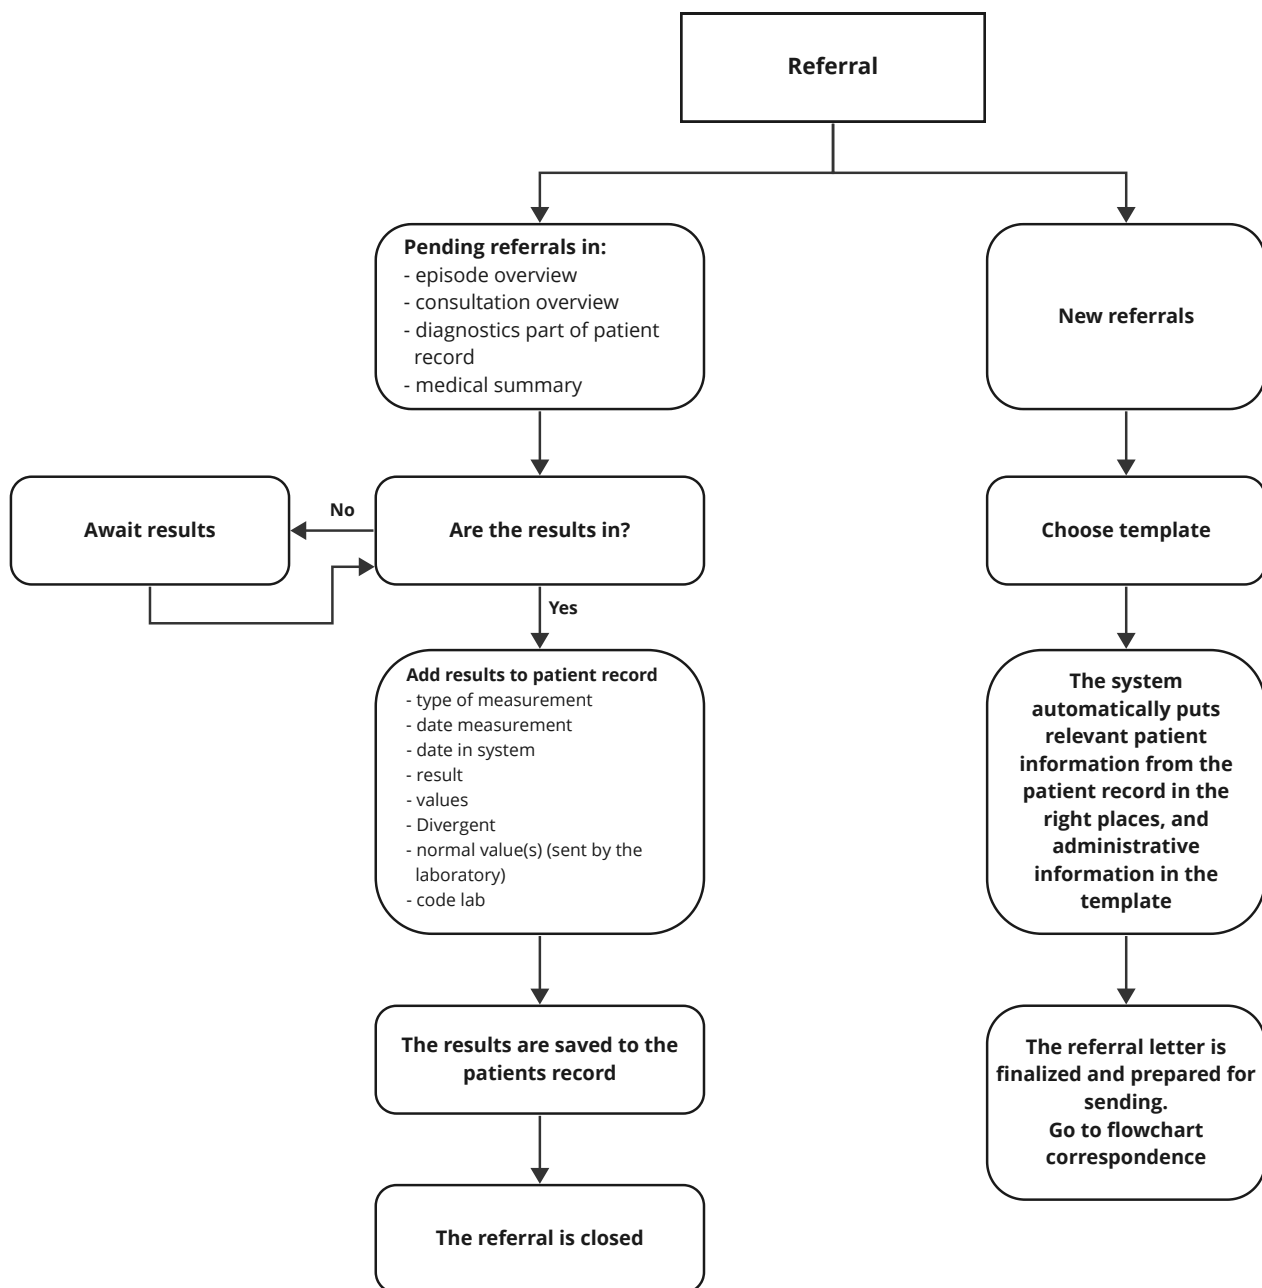 Referral
Pending referrals in:
- episode overview
- consultation overview
- diagnostics part of patient
record
- medical summary
New referrals
Await results
No
Are the results in?
Choose template
Yes
Add results to patient record
- type of measurement
- date measurement
- date in system
- result
- values
- Divergent
- normal value(s) (sent by the
laboratory)
- code lab
The system
automatically puts
relevant patient
information from the
patient record in the
right places, and
administrative
information in the
template
The results are saved to the
patients record
The referral letter is
finalized and prepared for
sending.
Go to flowchart
correspondence
The referral is closed